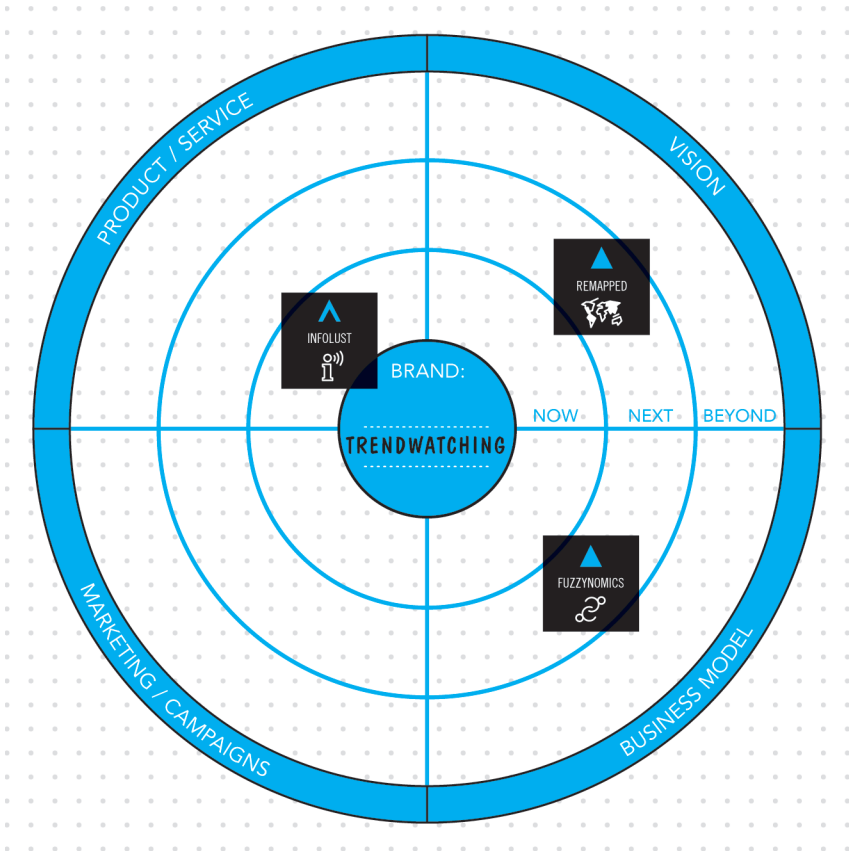 PRODUCT / SERVICE
VISION
REMAPPED
INFOLUST
BRAND:
TRENDWATCHING
NOW
NEXT
BEYOND
FUZZYNOMICS
MARKETING / CAMPAIGNS
BUSINESS MODEL